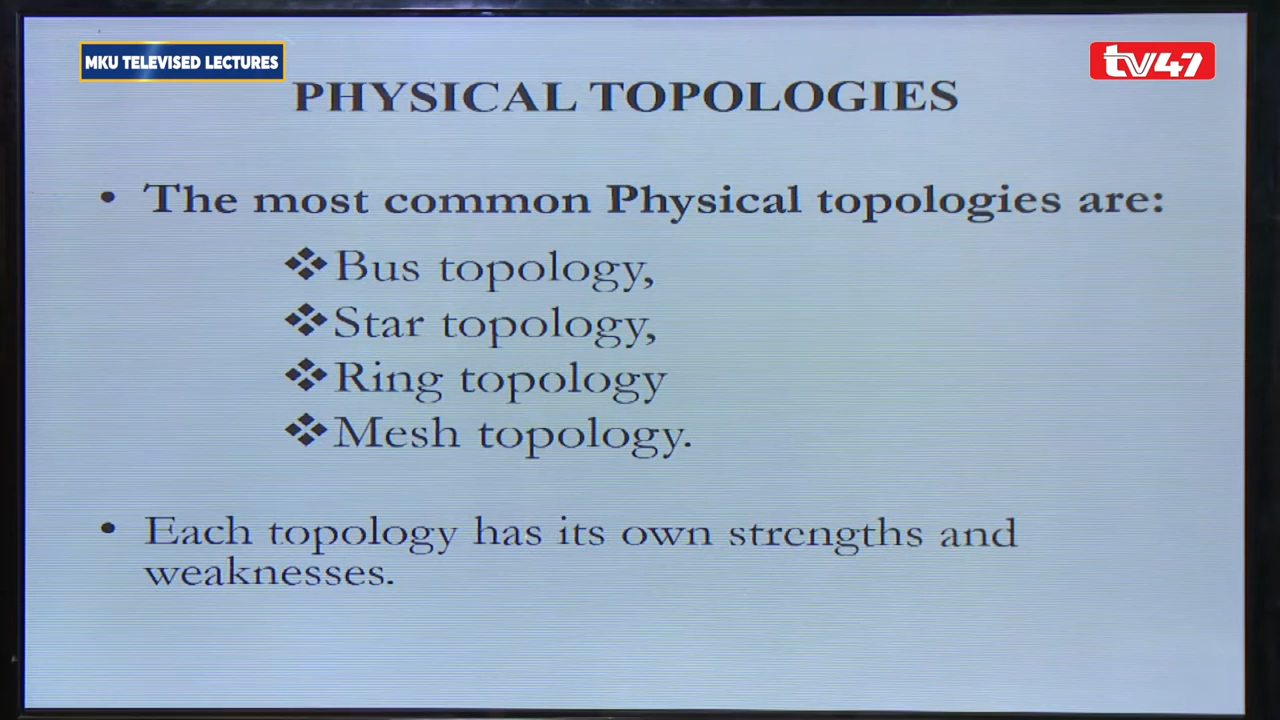 MKU TELEVISED LECTURES
tv47
PHYSICAL TOPOLOGIES
• The most common Physical topologies are:
❖Bus topology,
❖Star topology,
❖Ring topology
❖Mesh topology.
• Each topology has its own strengths and
weaknesses.